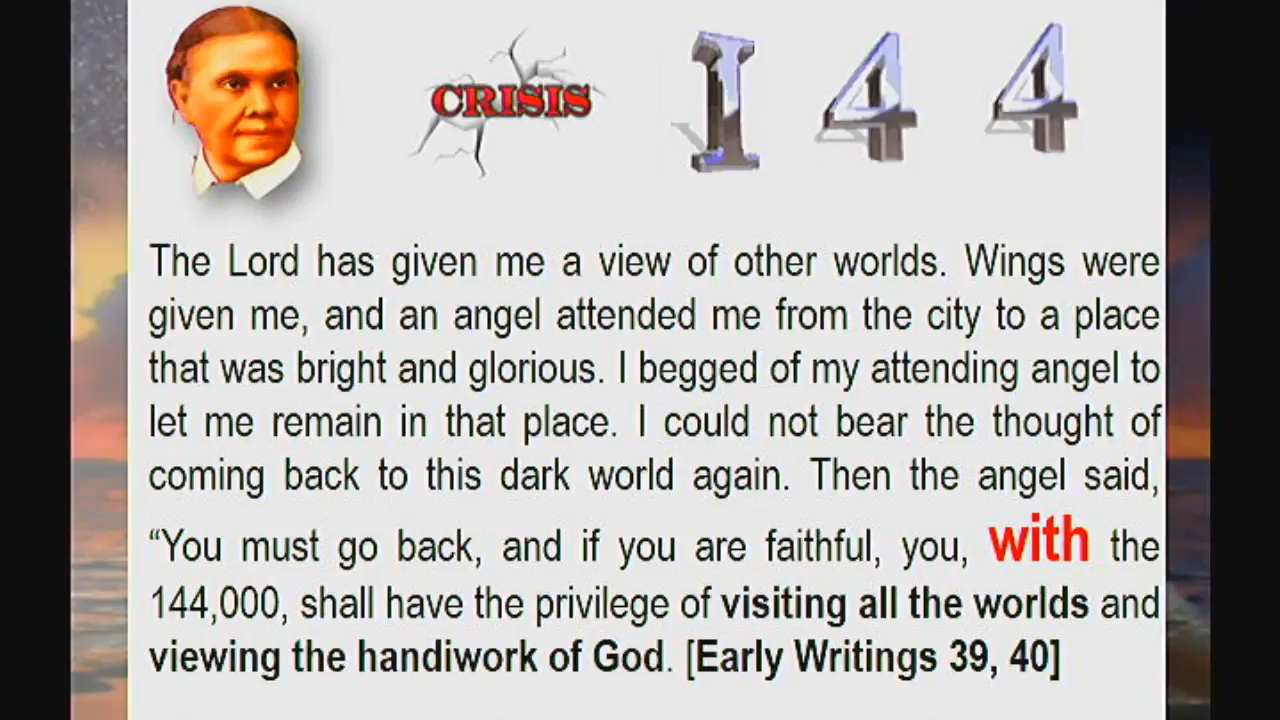 CRISIS 144
The Lord has given me a view of other worlds. Wings were
given me, and an angel attended me from the city to a place
that was bright and glorious. I begged of my attending angel to
let me remain in that place. I could not bear the thought of
coming back to this dark world again. Then the angel said,
“You must go back, and if you are faithful, you, with the
144,000, shall have the privilege of visiting all the worlds and
viewing the handiwork of God. [Early Writings 39, 40]